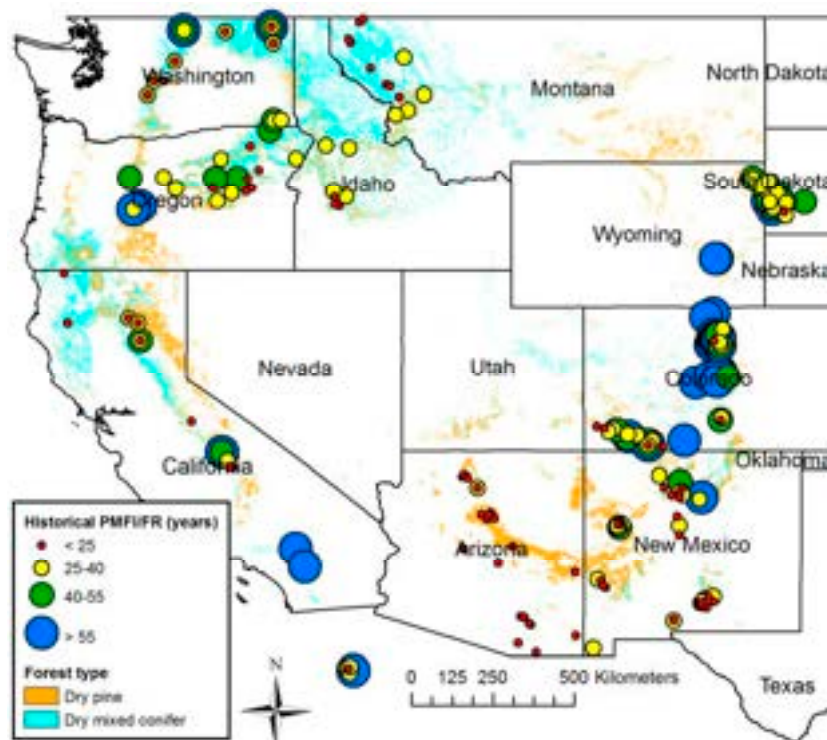 Washington
Montana
North Dakota
Oregon
Idaho
South Dakota
Wyoming
Nebraska
Nevada
Utah
Colorado
California
Oklahoma
Arizona
New Mexico
Texas
Historical PMFI/FR (years)
< 25
25-40
40-55
> 55
Forest type
Dry pine
Dry mixed conifer
N
0 125 250 500 Kilometers